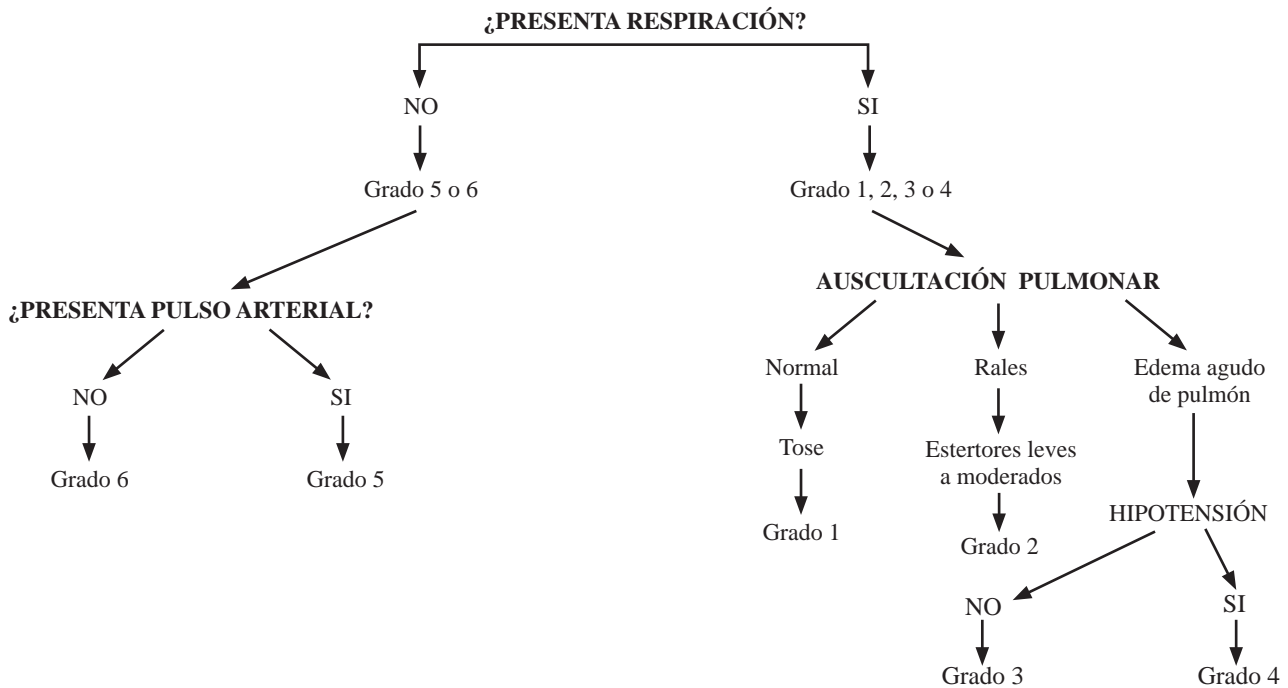 ¿PRESENTA RESPIRACIÓN?
NO
SI
Grado 5 o 6
Grado 1, 2, 3 o 4
¿PRESENTA PULSO ARTERIAL?
NO
SI
Grado 6
Grado 5
AUSCULTACIÓN PULMONAR
Normal
Rales
Edema agudo
de pulmón
Tose
Estertores leves
a moderados
Grado 1
Grado 2
HIPOTENSIÓN
NO
SI
Grado 3
Grado 4